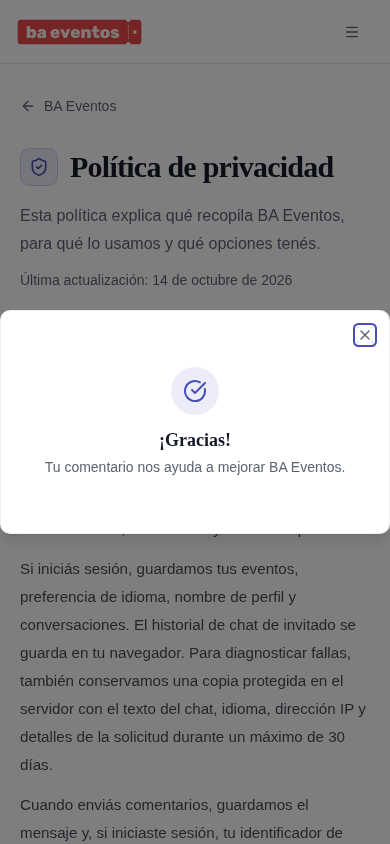 ba eventos
BA Eventos
Política de privacidad
Esta política explica qué recopila BA Eventos,
para qué lo usamos y qué opciones tenés.
Última actualización: 14 de octubre de 2026
¡Gracias!
Tu comentario nos ayuda a mejorar BA Eventos.
Si iniciás sesión, guardamos tus eventos,
preferencia de idioma, nombre de perfil y
conversaciones. El historial de chat de invitado se
guarda en tu navegador. Para diagnosticar fallas,
también conservamos una copia protegida en el
servidor con el texto del chat, idioma, dirección IP y
detalles de la solicitud durante un máximo de 30
días.
Cuando enviás comentarios, guardamos el
mensaje y, si iniciaste sesión, tu identificador de